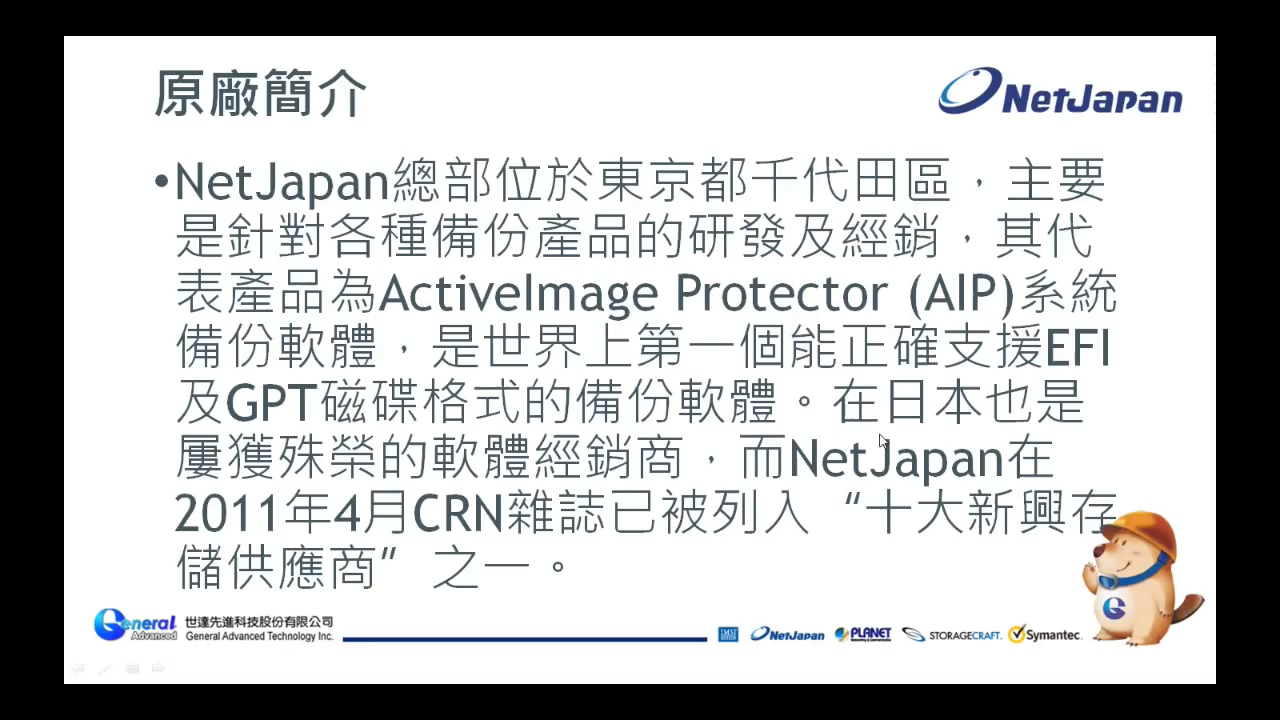 原廠簡介
NetJapan
•NetJapan總部位於東京都千代田區，主要
是針對各種備份產品的研發及經銷，其代
表產品為ActiveImage Protector (AIP)系統
備份軟體，是世界上第一個能正確支援EFI
及GPT磁碟格式的備份軟體。在日本也是
屢獲殊榮的軟體經銷商，而NetJapan在
2011年4月CRN雜誌已被列入“十大新興存
儲供應商”之一。
General Advanced
世達先進科技股份有限公司
General Advanced Technology Inc.
NetJapan PLANET STORAGECRAFT. Symantec.